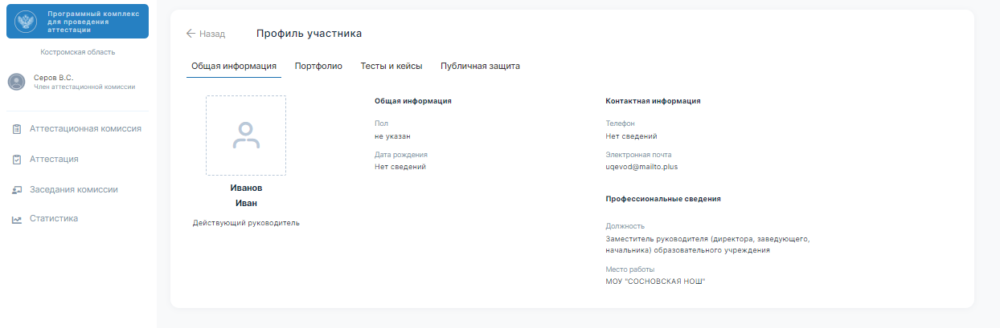 Программный комплекс
для проведения
аттестации
Костромская область
Серов В.С.
Член аттестационной комиссии
Аттестационная комиссия
Аттестация
Заседания комиссии
Статистика
Назад
Профиль участника
Общая информация
Портфолио
Тесты и кейсы
Публичная защита
Иванов
Иван
Действующий руководитель
Общая информация
Пол
не указан
Дата рождения
Нет сведений
Контактная информация
Телефон
Нет сведений
Электронная почта
uqevod@mailto.plus
Профессиональные сведения
Должность
Заместитель руководителя (директора, заведующего,
начальника) образовательного учреждения
Место работы
МОУ "СОСНОВСКАЯ НОШ"